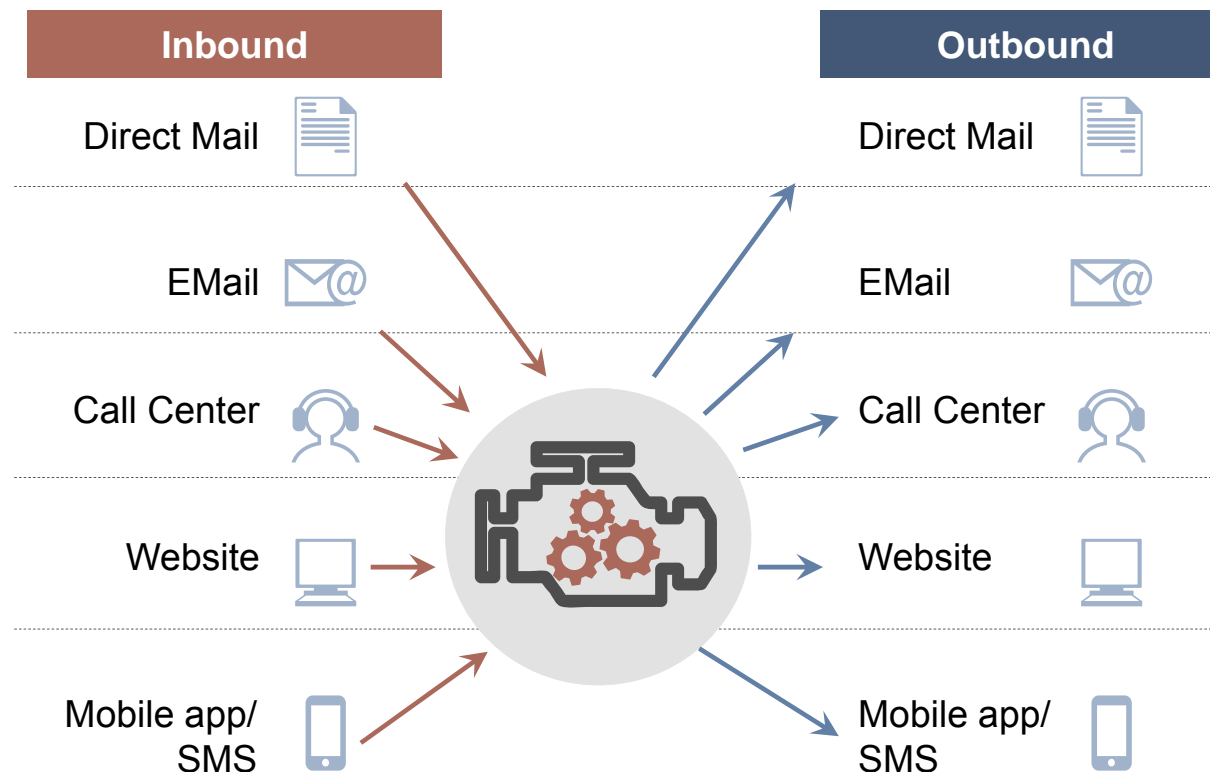 Inbound
Outbound
Direct Mail
Direct Mail
EMail
EMail
Call Center
Call Center
Website
Website
Mobile app/
SMS
Mobile app/
SMS